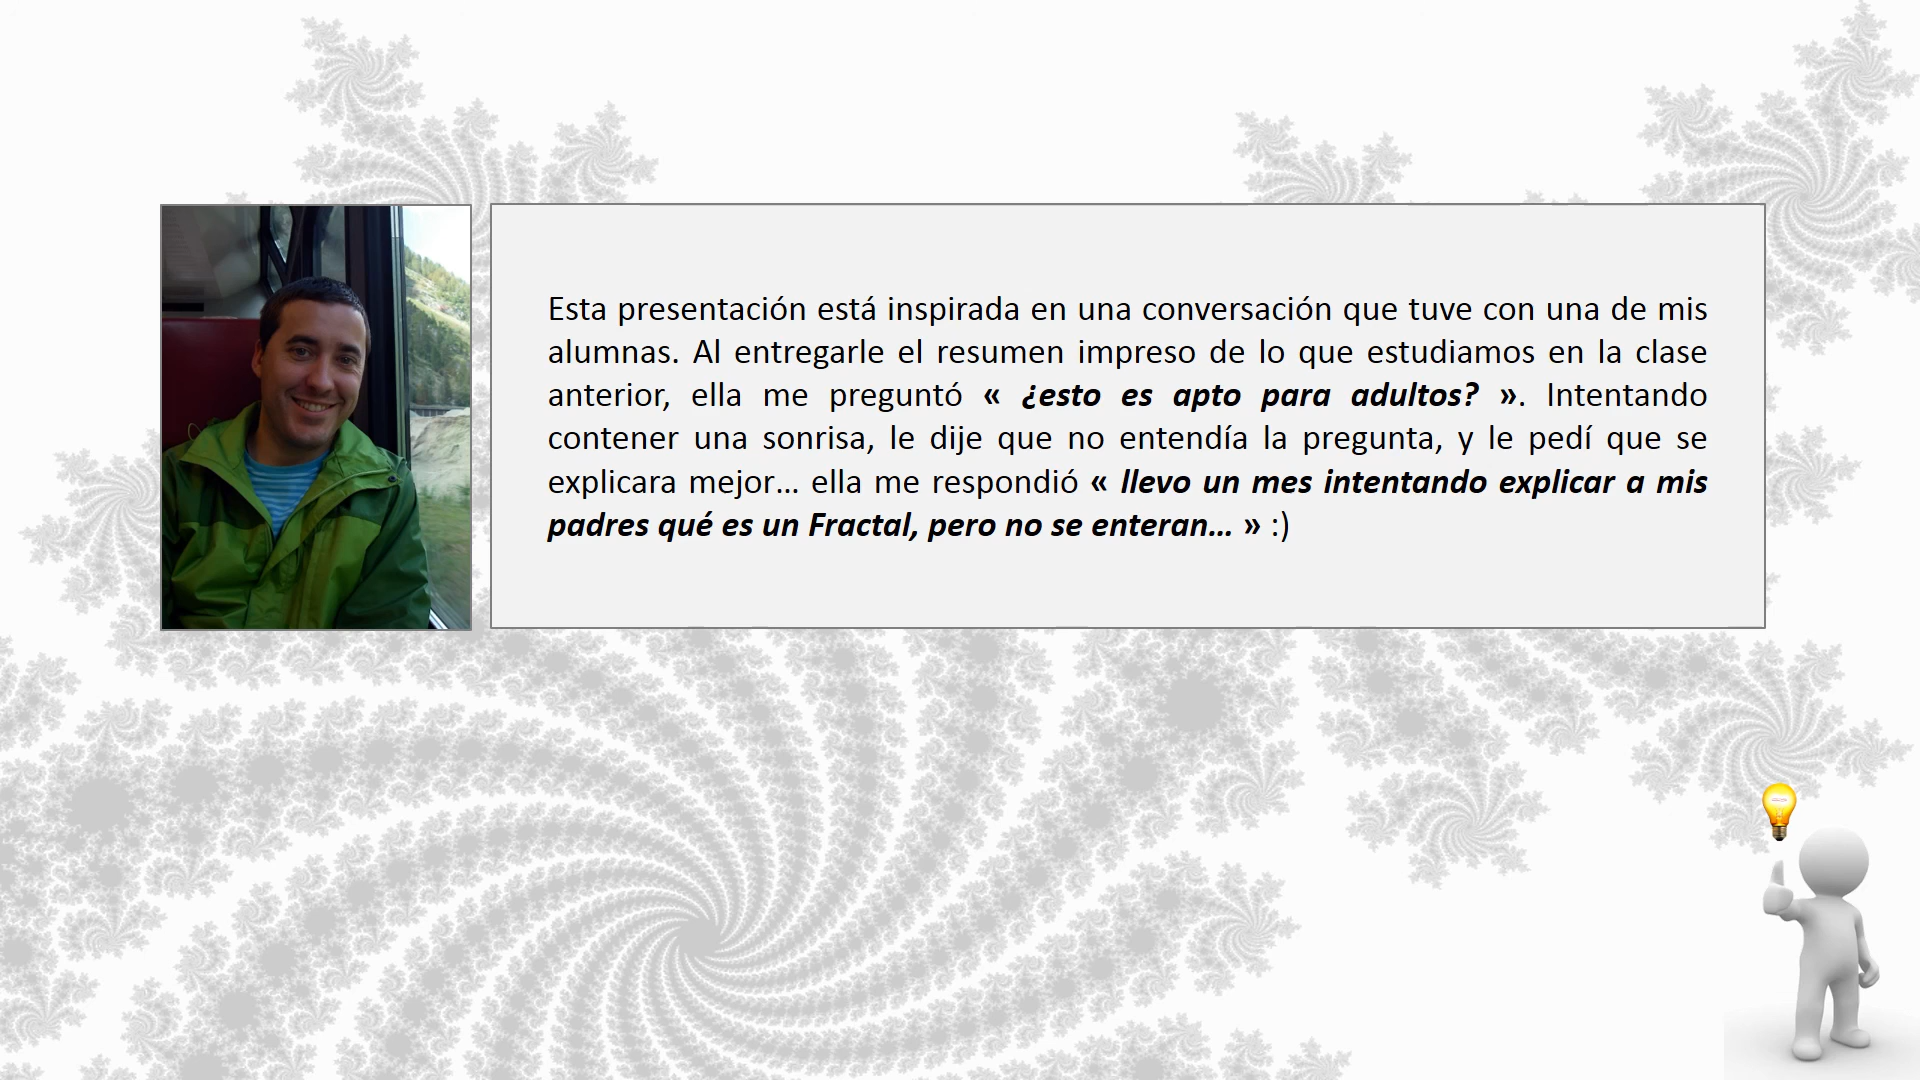 Esta presentación está inspirada en una conversación que tuve con una de mis
alumnas. Al entregarle el resumen impreso de lo que estudiamos en la clase
anterior, ella me preguntó « ¿esto es apto para adultos? ». Intentando
contener una sonrisa, le dije que no entendía la pregunta, y le pedí que se
explicara mejor… ella me respondió « llevo un mes intentando explicar a mis
padres qué es un Fractal, pero no se enteran… » :)